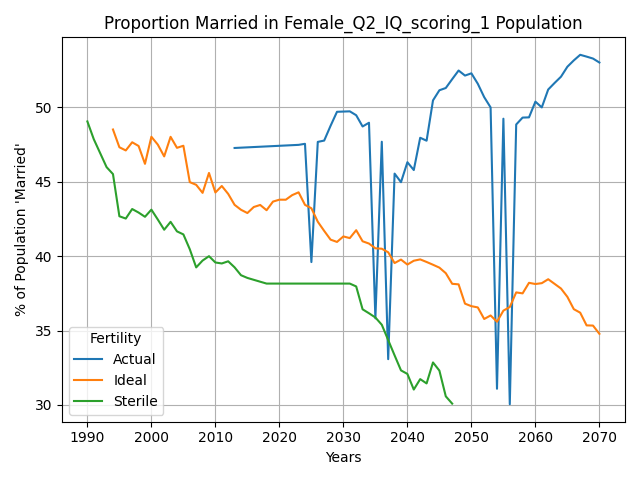 Proportion Married in Female_Q2_IQ_scoring_1 Population
% of Population 'Married'
50
45
40
35
30
Fertility
Actual
Ideal
Sterile
1990 2000 2010 2020 2030 2040 2050 2060 2070
Years